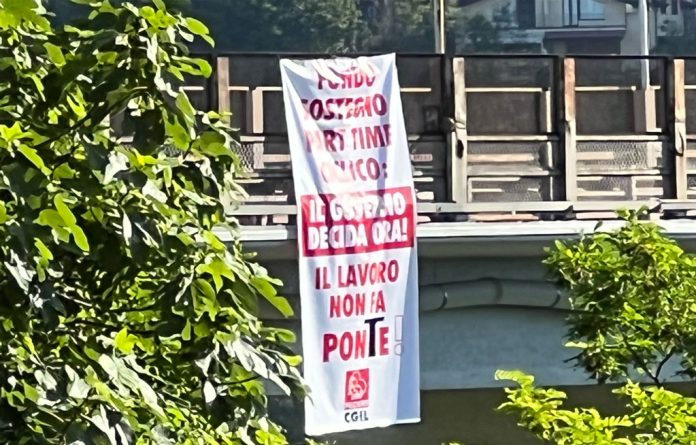 FONDO
SOSTEGNO
PART TIME
CICLICO:
IL GOVERNO
DECIDA ORA!
IL LAVORO
NON FA
PONTE!
CGIL